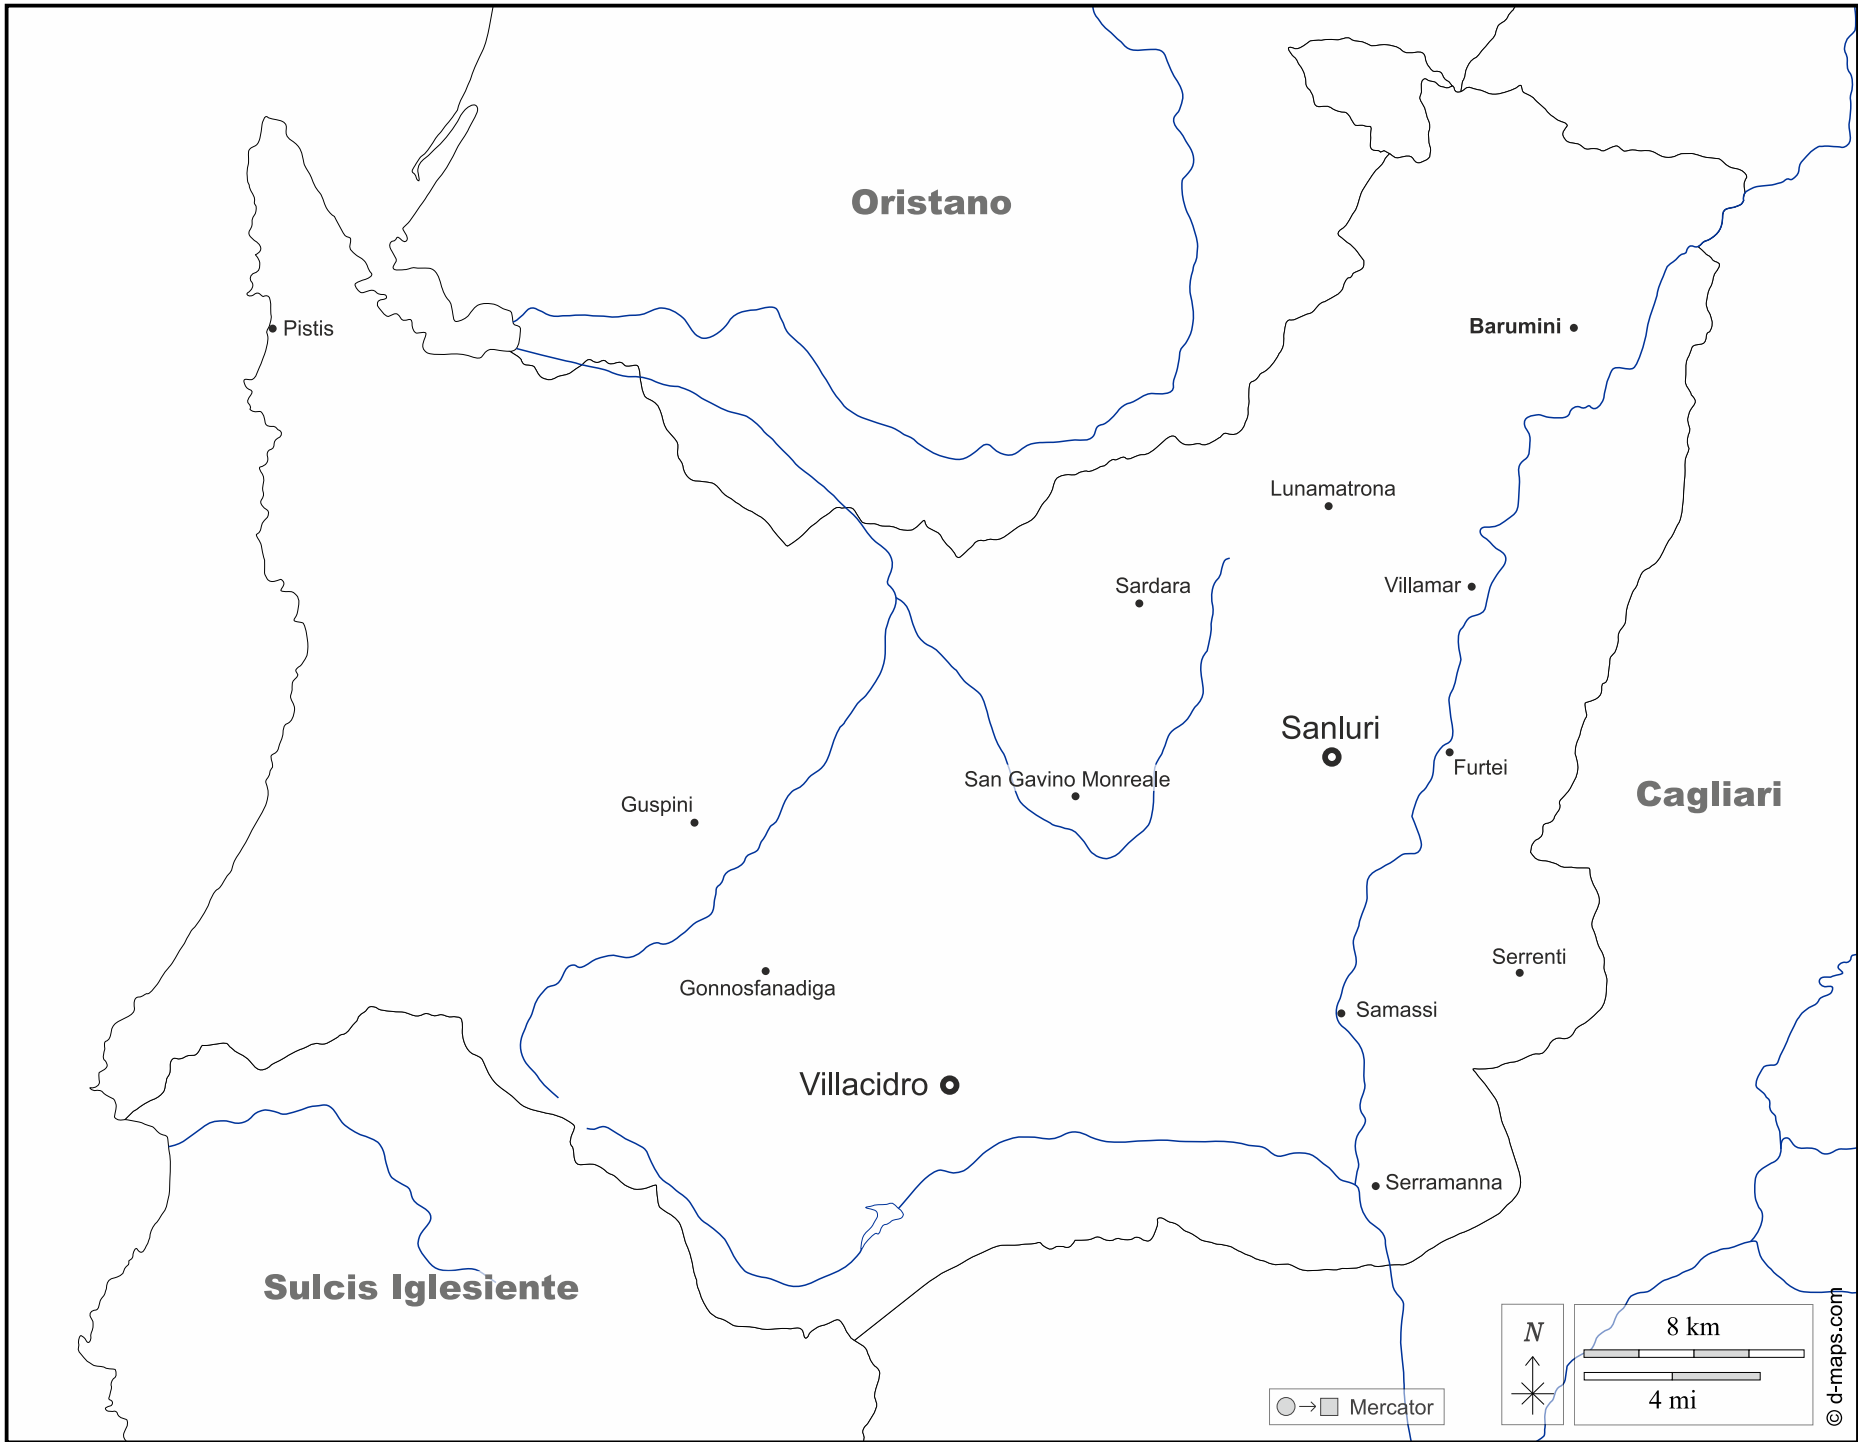 Oristano
Pistis
Barumini
Lunamatrona
Sardara
Villamar
Sanluri
Furtei
San Gavino Monreale
Guspini
Cagliari
Serrenti
Gonnosfanadiga
Samassi
Villacidro
Serramanna
Sulcis Iglesiente
N
8 km
4 mi
Mercator
© d-maps.com